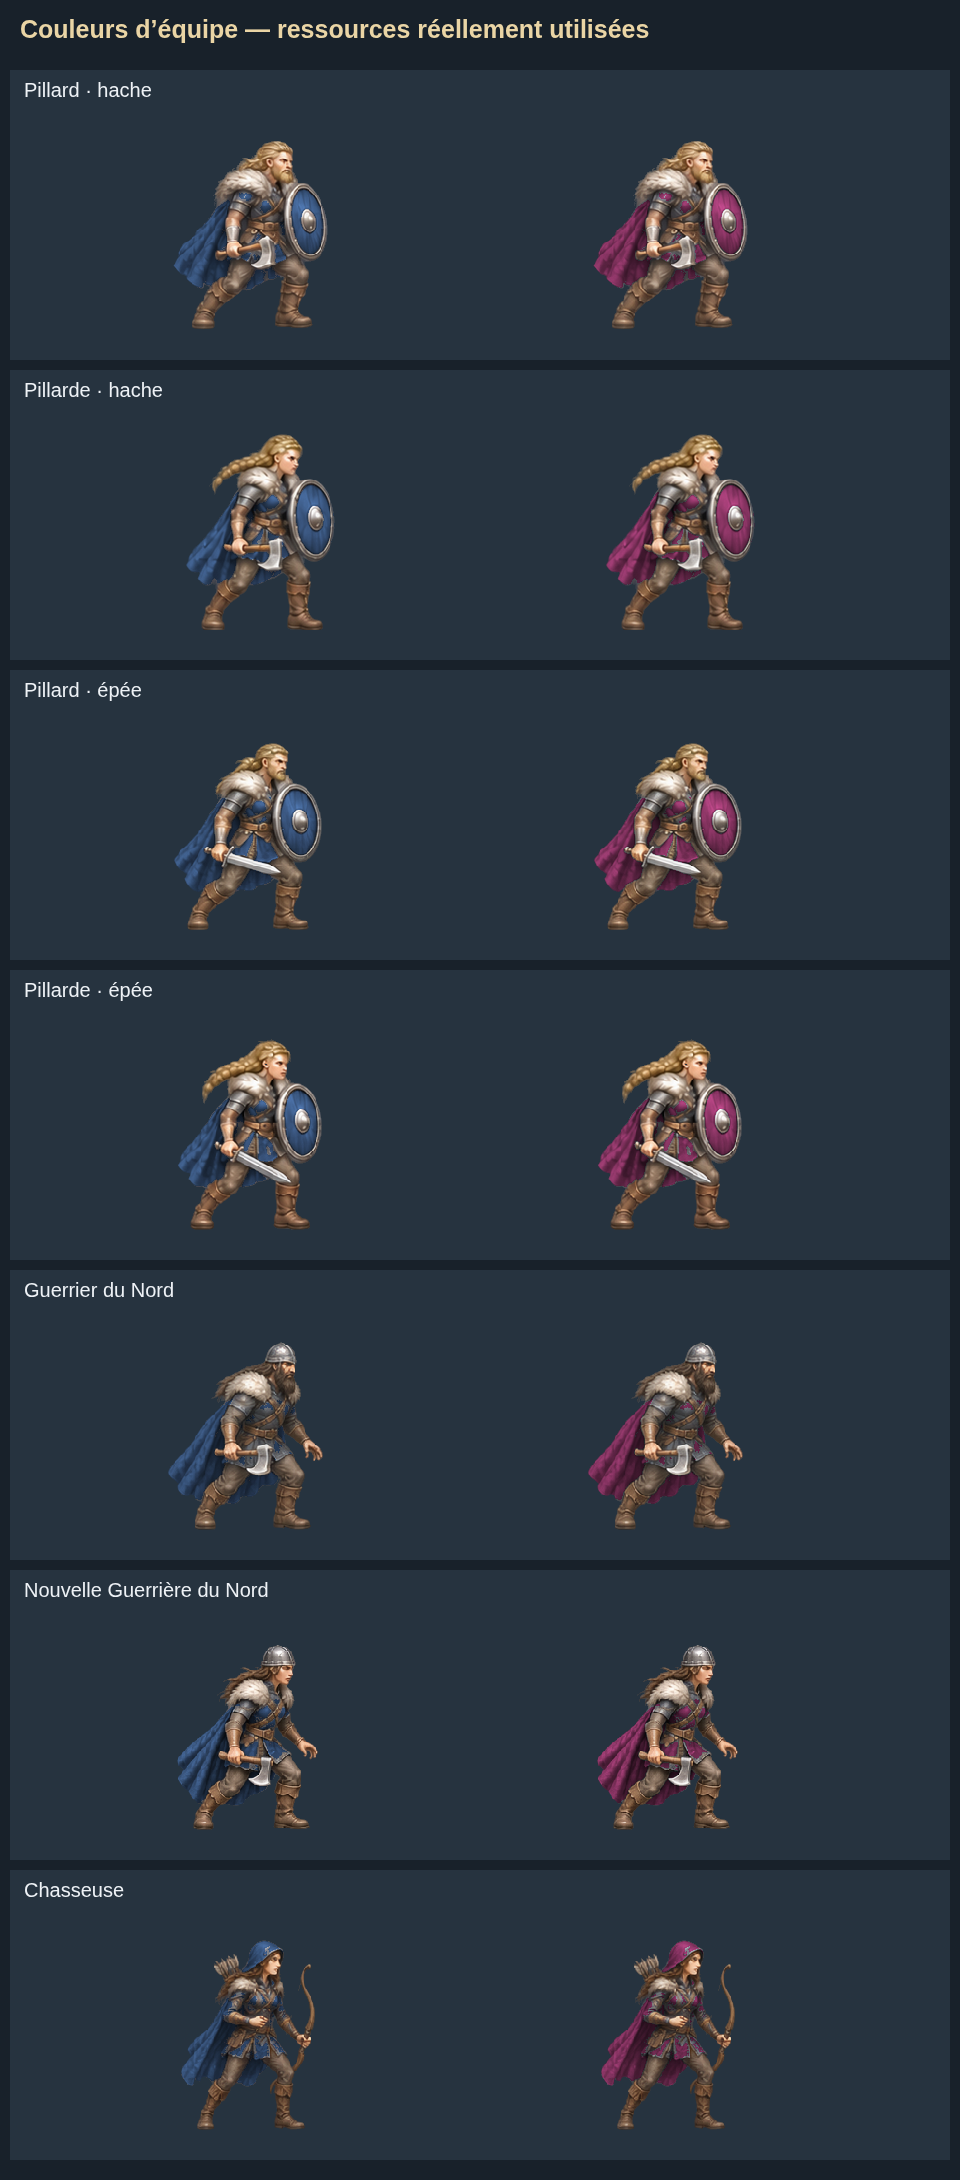 Couleurs d’équipe — ressources réellement utilisées
Pillard · hache
Pillarde · hache
Pillard · épée
Pillarde · épée
Guerrier du Nord
Nouvelle Guerrière du Nord
Chasseuse